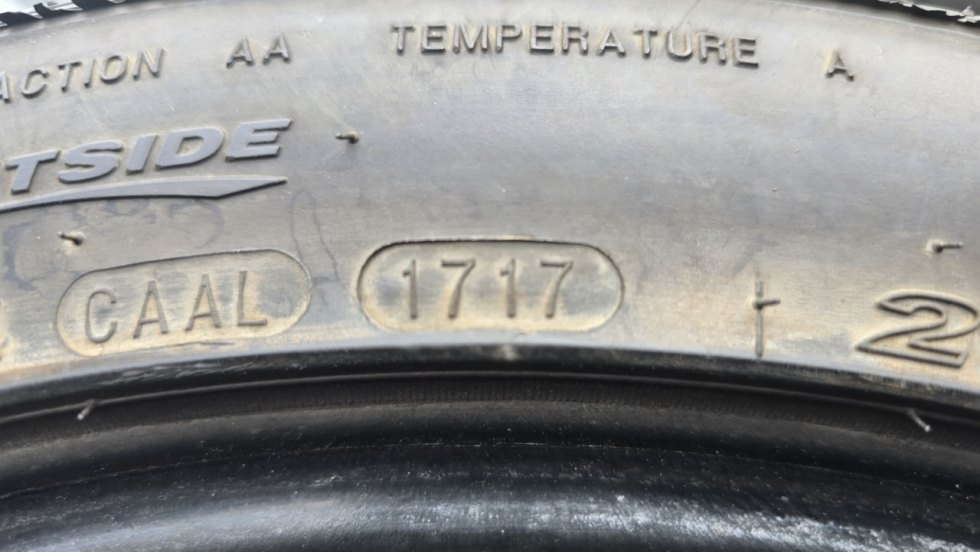 ACTION AA TEMPERATURE A
TSIDE
CAAL 1717 2